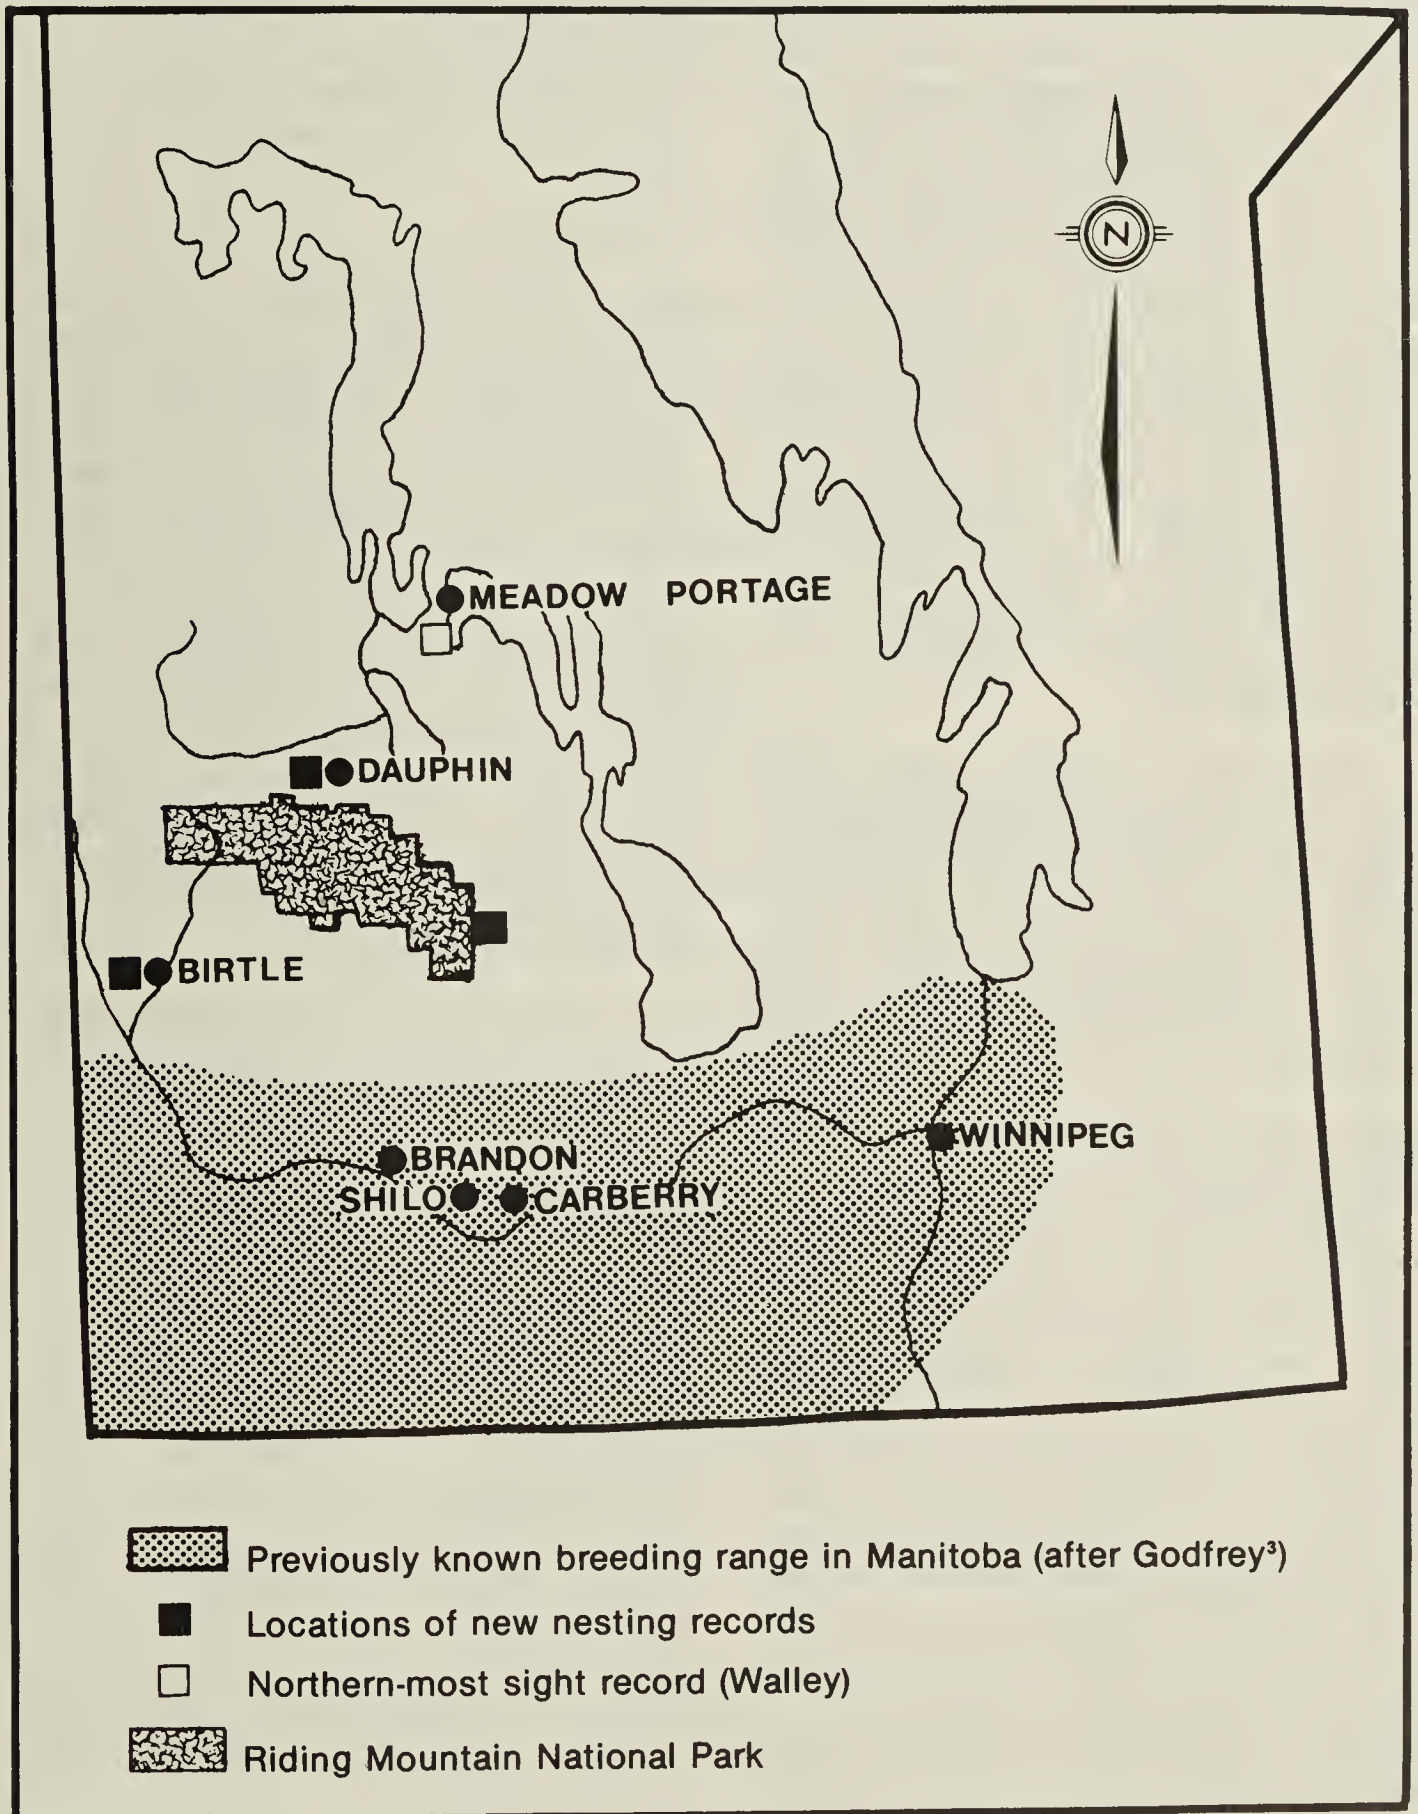 N
MEADOW PORTAGE
DAUPHIN
BIRTLE
WINNIPEG
BRANDON
SHILO CARBERRY
Previously known breeding range in Manitoba (after Godfrey³)
Locations of new nesting records
Northern-most sight record (Walley)
Riding Mountain National Park